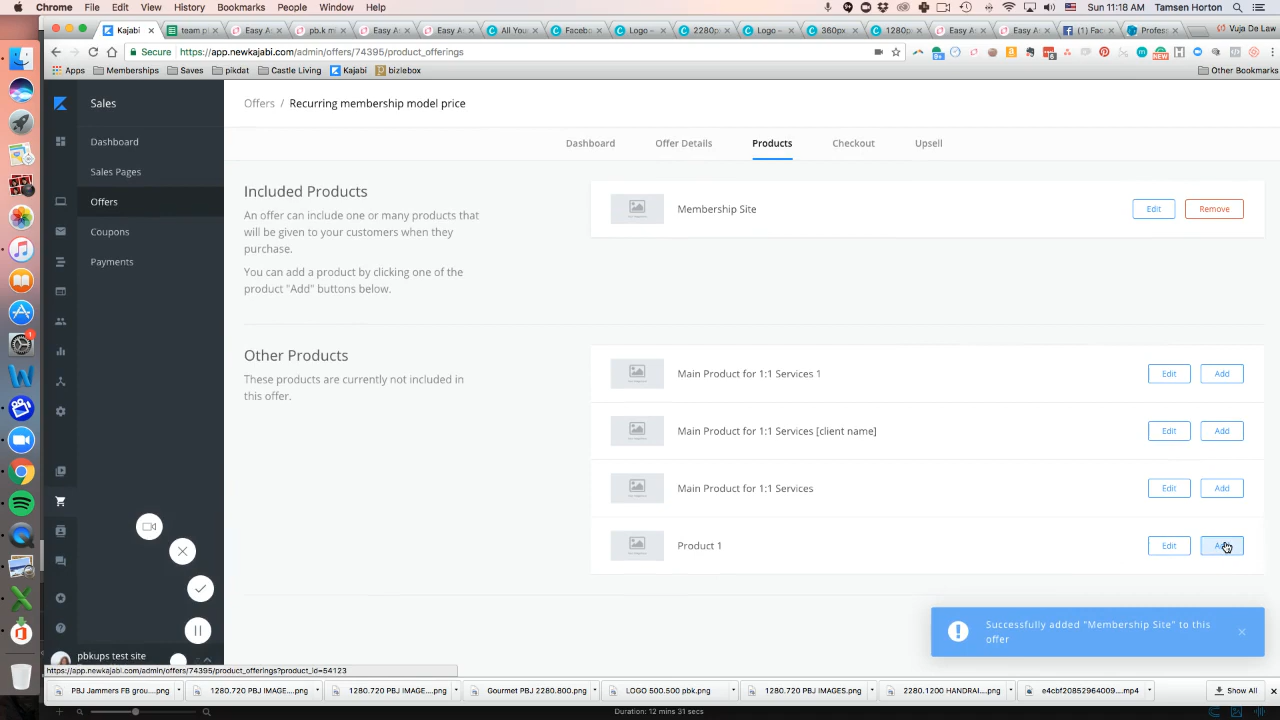 Chrome File Edit View History Bookmarks People Window Help
Sun 11:18 AM Tamsen Horton
Kajabi
team pl
Easy A
pb.k m
Easy A
Easy A
All You
Faceb
Logo –
2280p
Logo –
360px
1280p
Easy A
Easy A
(1) Fac
Profess
Vuja De Law
Secure https://app.newkajabi.com/admin/offers/74395/product_offerings
Apps Memberships Saves pikdat Castle Living Kajabi bizlebox Other Bookmarks
Sales
Dashboard
Sales Pages
Offers
Coupons
Payments
pbkups test site
Offers / Recurring membership model price
Dashboard Offer Details Products Checkout Upsell
Included Products
An offer can include one or many products that
will be given to your customers when they
purchase.
You can add a product by clicking one of the
product "Add" buttons below.
Membership Site Edit Remove
Other Products
These products are currently not included in
this offer.
Main Product for 1:1 Services 1 Edit Add
Main Product for 1:1 Services [client name] Edit Add
Main Product for 1:1 Services Edit Add
Product 1 Edit Add
Successfully added "Membership Site" to this
offer
https://app.newkajabi.com/admin/offers/74395/product_offerings?product_id=54123
PBJ Jammers FB grou....png
1280.720 PBJ IMAGE....png
1280.720 PBJ IMAGE....png
Gourmet PBJ 2280.800.png
LOGO 500.500 pbk.png
1280.720 PBJ IMAGES.png
2280.1200 HANDRAI....png
e4cbf20852964009....mp4
Show All
Duration: 12 mins 31 secs